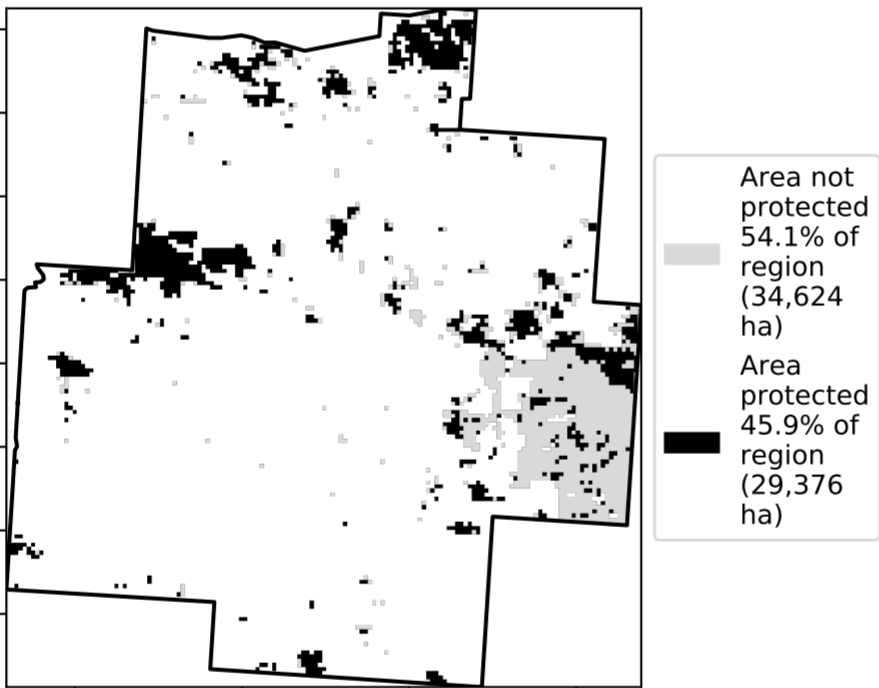 Area not
protected
54.1% of
region
(34,624
ha)
Area
protected
45.9% of
region
(29,376
ha)